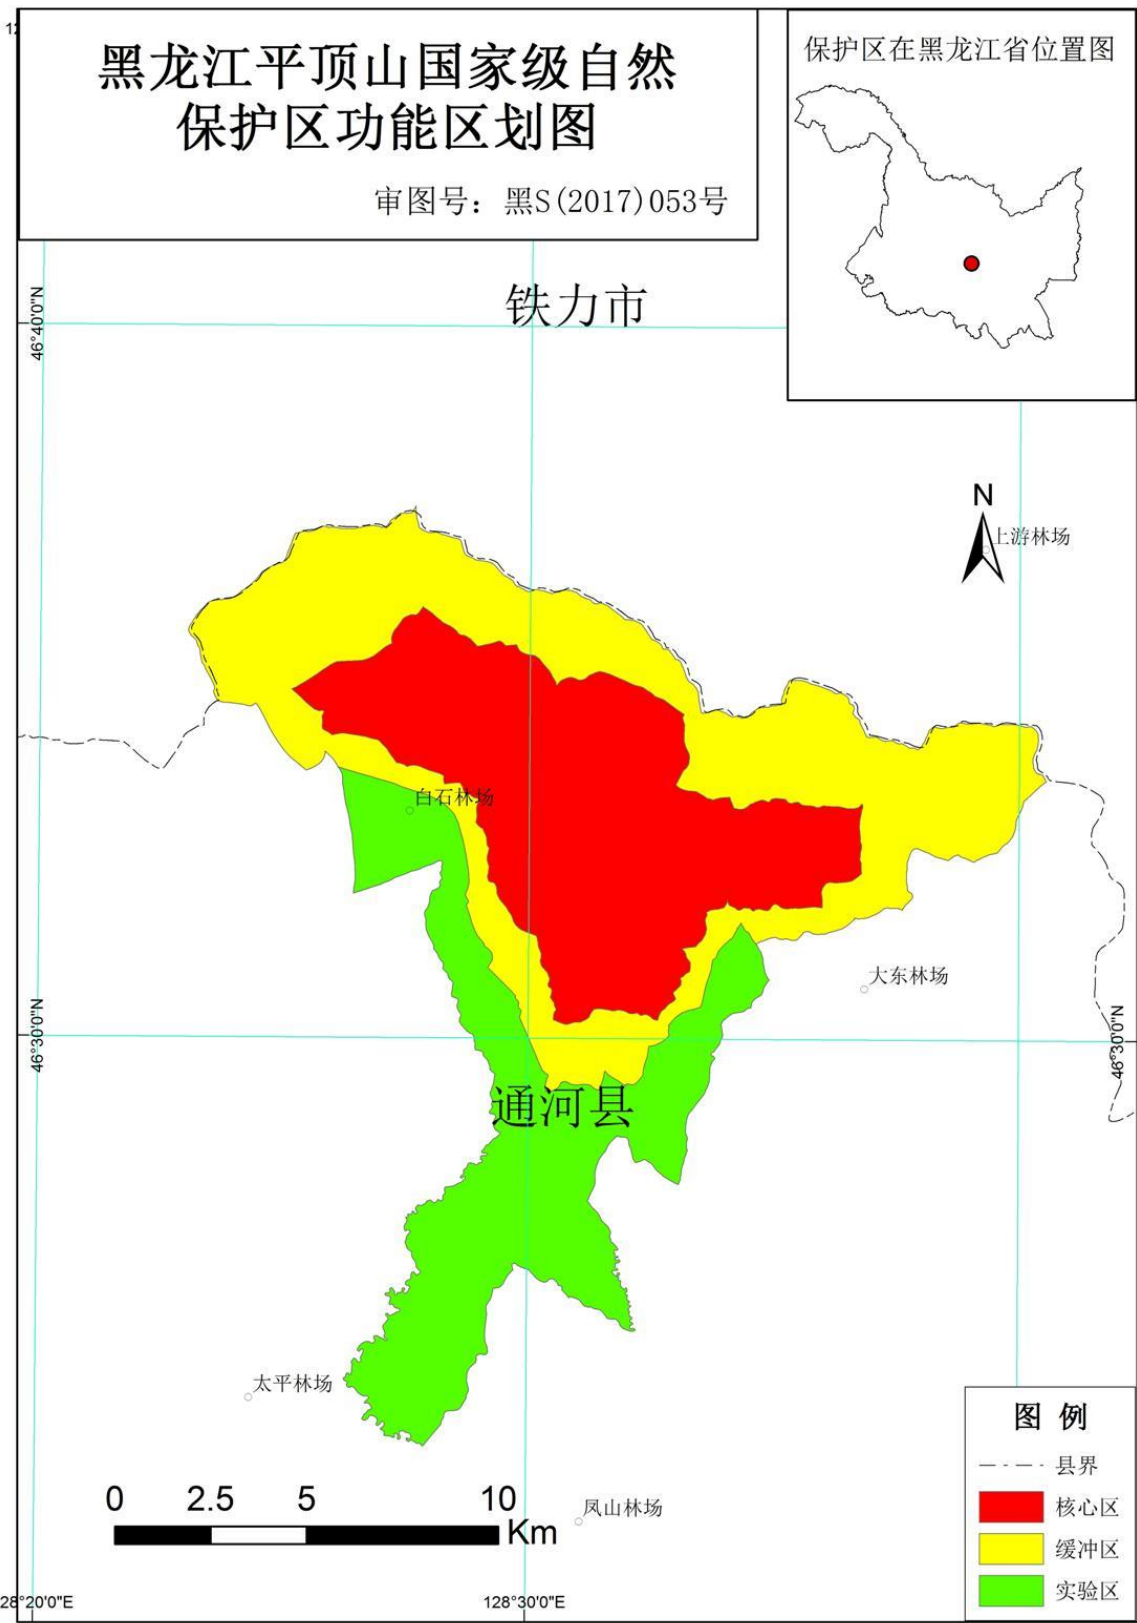 12
黑龙江平顶山国家级自然
保护区功能区划图
审图号：黑S(2017)053号
保护区在黑龙江省位置图
铁力市
46°40'0"N
N
上游林场
白石林场
大东林场
46°30'0"N
46°30'0"N
通河县
太平林场
凤山林场
0 2.5 5 10
Km
图 例
县界
核心区
缓冲区
实验区
28°20'0"E
128°30'0"E